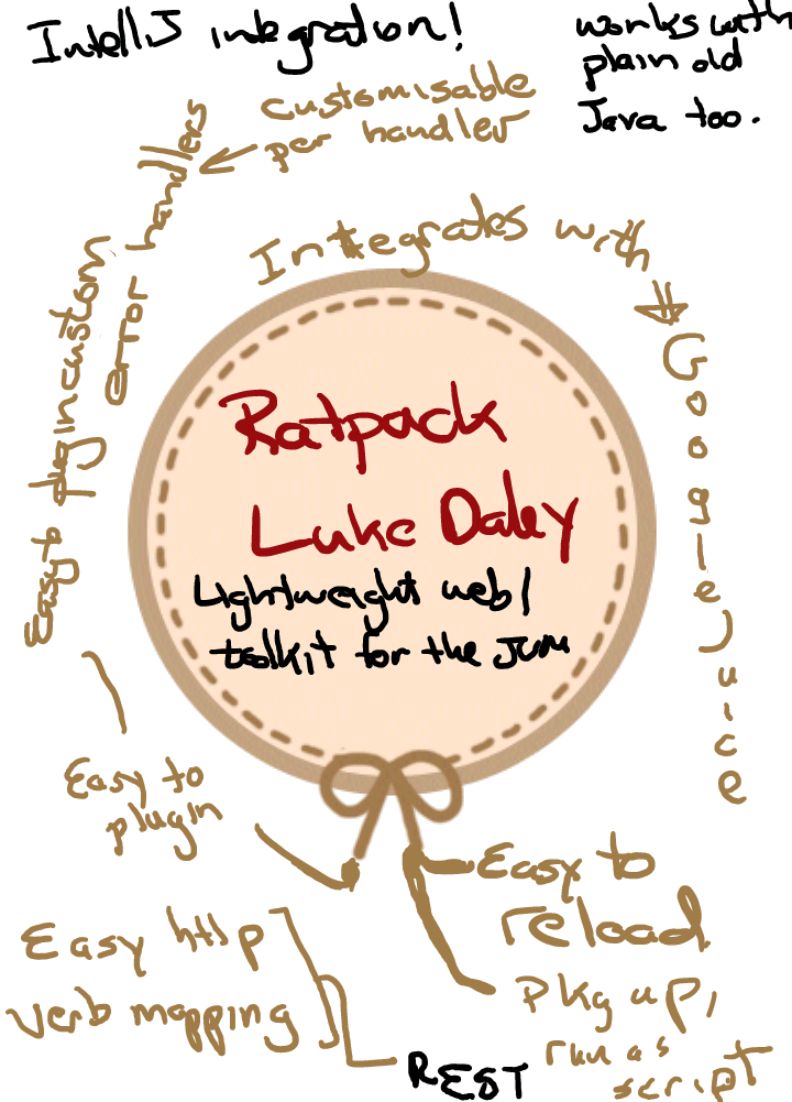 IntelliJ integration!
works with
plain old
Java too.
customisable
per handler
Easy to plugin custom
error handlers
Integrates with
Google Juice
Ratpack
Luke Daley
Lightweight web/
toolkit for the JVM
Easy to
plugin
Easy to
reload
Easy http
verb mapping
Pkg up,
run as
script
REST